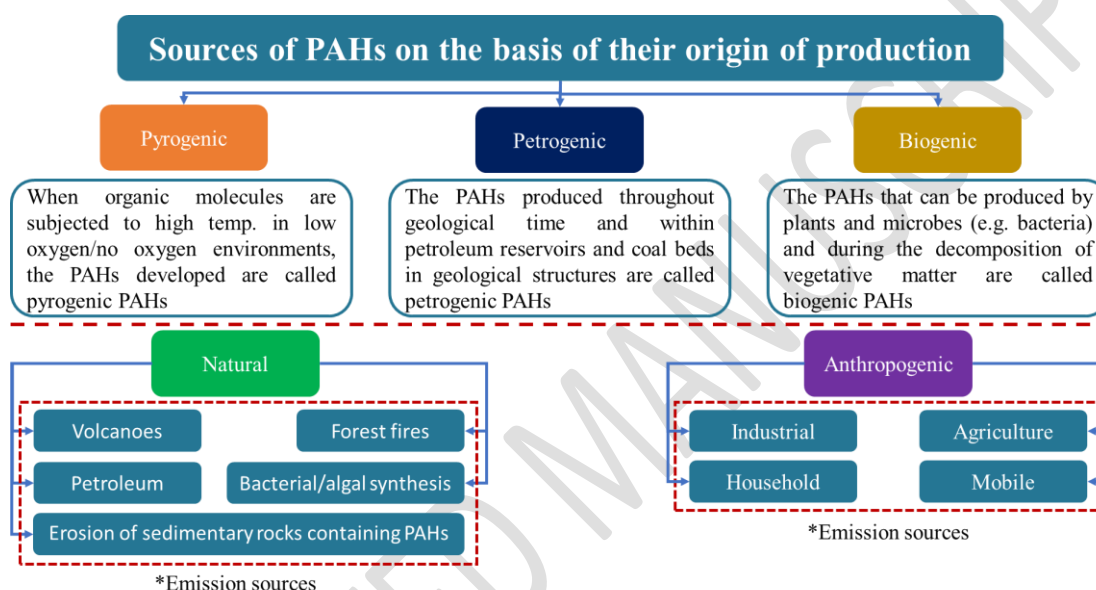 Sources of PAHs on the basis of their origin of production
Pyrogenic
Petrogenic
Biogenic
When organic molecules are
subjected to high temp. in low
oxygen/no oxygen environments,
the PAHs developed are called
pyrogenic PAHs
The PAHs produced throughout
geological time and within
petroleum reservoirs and coal beds
in geological structures are called
petrogenic PAHs
The PAHs that can be produced by
plants and microbes (e.g. bacteria)
and during the decomposition of
vegetative matter are called
biogenic PAHs
Natural
Anthropogenic
Volcanoes
Forest fires
Petroleum
Bacterial/algal synthesis
Erosion of sedimentary rocks containing PAHs
*Emission sources
Industrial
Agriculture
Household
Mobile
*Emission sources
ED MANUSCRIP